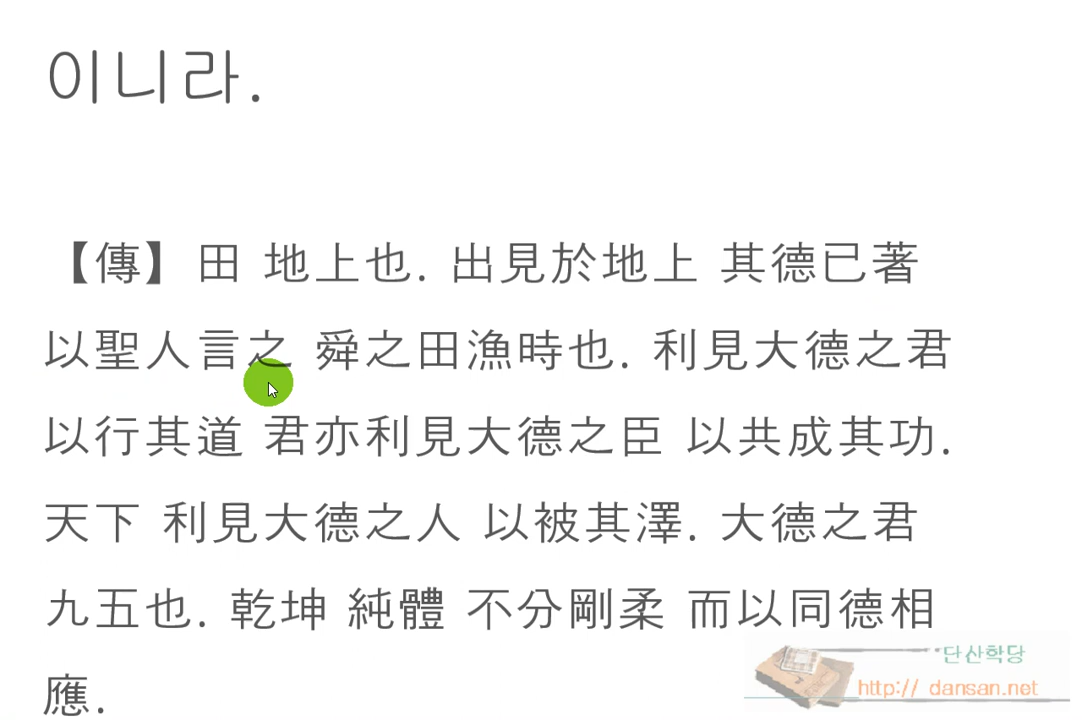 이니라.
【傳】 田 地上也. 出見於地上 其德已著
以聖人言之 舜之田漁時也. 利見大德之君
以行其道 君亦利見大德之臣 以共成其功.
天下 利見大德之人 以被其澤. 大德之君
九五也. 乾坤 純體 不分剛柔 而以同德相
應.
단산학당
http:// dansan.net